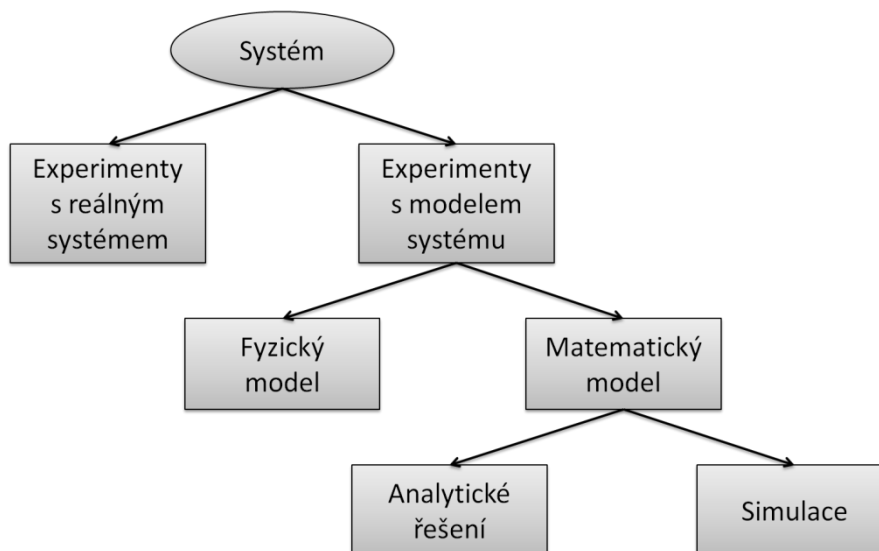 Systém
Experimenty
s reálným
systémem
Experimenty
s modelem
systému
Fyzický
model
Matematický
model
Analytické
řešení
Simulace